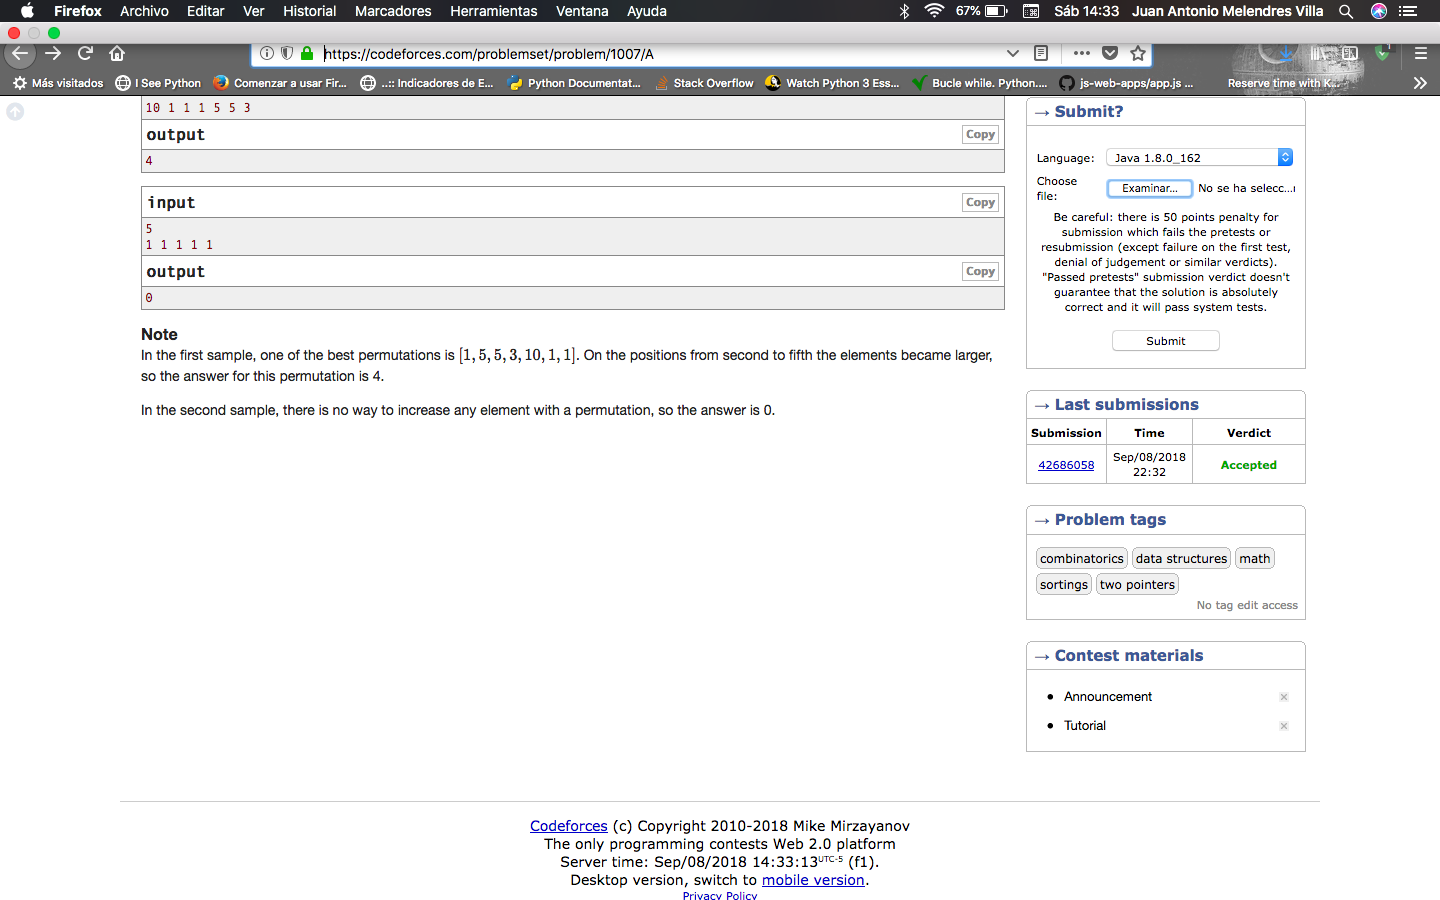 Firefox Archivo Editar Ver Historial Marcadores Herramientas Ventana Ayuda 67% Sáb 14:33 Juan Antonio Melendres Villa
https://codeforces.com/problemset/problem/1007/A
Más visitados I See Python Comenzar a usar Fir... ..:: Indicadores de E... Python Documentat... Stack Overflow Watch Python 3 Ess... Bucle while. Python.... js-web-apps/app.js ... Reserve time with K...
10 1 1 1 5 5 3
output Copy
4
input Copy
5
1 1 1 1 1
output Copy
0
Note
In the first sample, one of the best permutations is [1, 5, 5, 3, 10, 1, 1]. On the positions from second to fifth the elements became larger,
so the answer for this permutation is 4.
In the second sample, there is no way to increase any element with a permutation, so the answer is 0.
→ Submit?
Language: Java 1.8.0_162
Choose
file: Examinar... No se ha selecc...
Be careful: there is 50 points penalty for
submission which fails the pretests or
resubmission (except failure on the first test,
denial of judgement or similar verdicts).
"Passed pretests" submission verdict doesn't
guarantee that the solution is absolutely
correct and it will pass system tests.
Submit
→ Last submissions
Submission Time Verdict
42686058 Sep/08/2018 22:32 Accepted
→ Problem tags
combinatorics data structures math
sortings two pointers
No tag edit access
→ Contest materials
Announcement
Tutorial
Codeforces (c) Copyright 2010-2018 Mike Mirzayanov
The only programming contests Web 2.0 platform
Server time: Sep/08/2018 14:33:13UTC-5 (f1).
Desktop version, switch to mobile version.
Privacy Policy